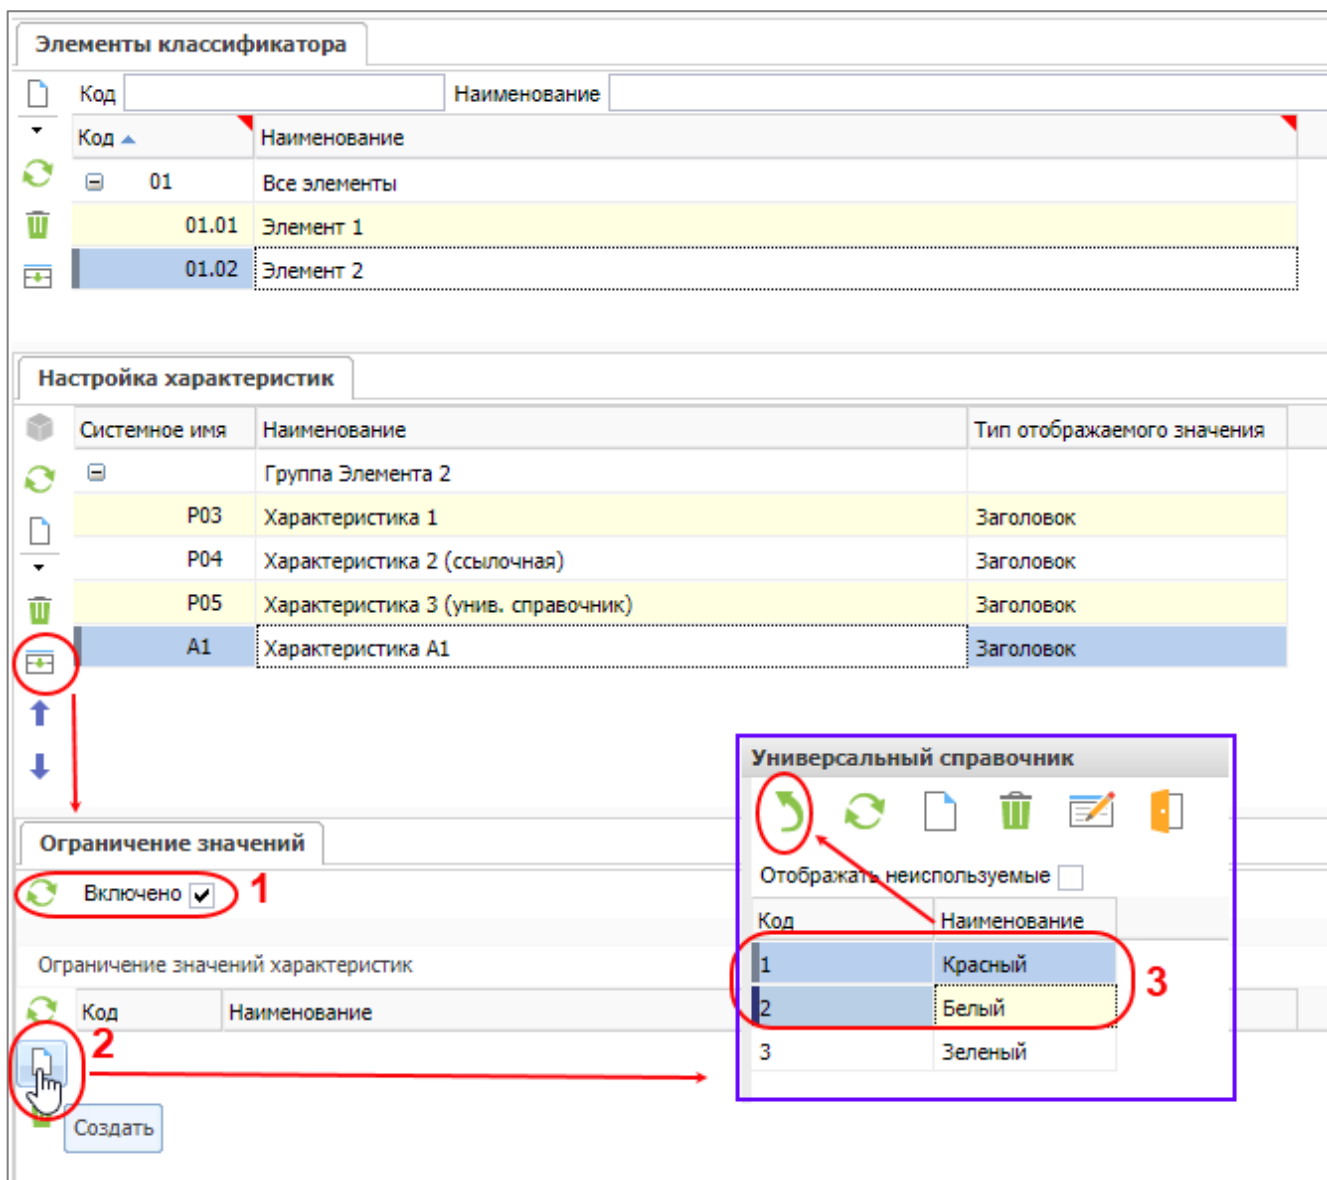 Элементы классификатора
Код Наименование
Код Наименование
01 Все элементы
01.01 Элемент 1
01.02 Элемент 2
Настройка характеристик
Системное имя Наименование Тип отображаемого значения
Группа Элемента 2
P03 Характеристика 1 Заголовок
P04 Характеристика 2 (ссылочная) Заголовок
P05 Характеристика 3 (унив. справочник) Заголовок
A1 Характеристика A1 Заголовок
Ограничение значений
Включено 1
Ограничение значений характеристик
Код Наименование
2
Создать
Универсальный справочник
Отображать неиспользуемые
Код Наименование
1 Красный
2 Белый
3 Зеленый
3